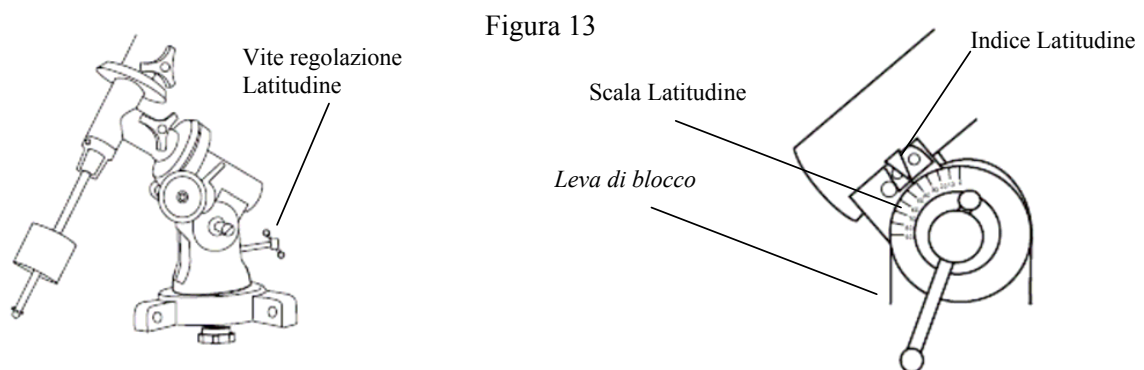 Figura 13
Vite regolazione
Latitudine
Indice Latitudine
Scala Latitudine
Leva di blocco